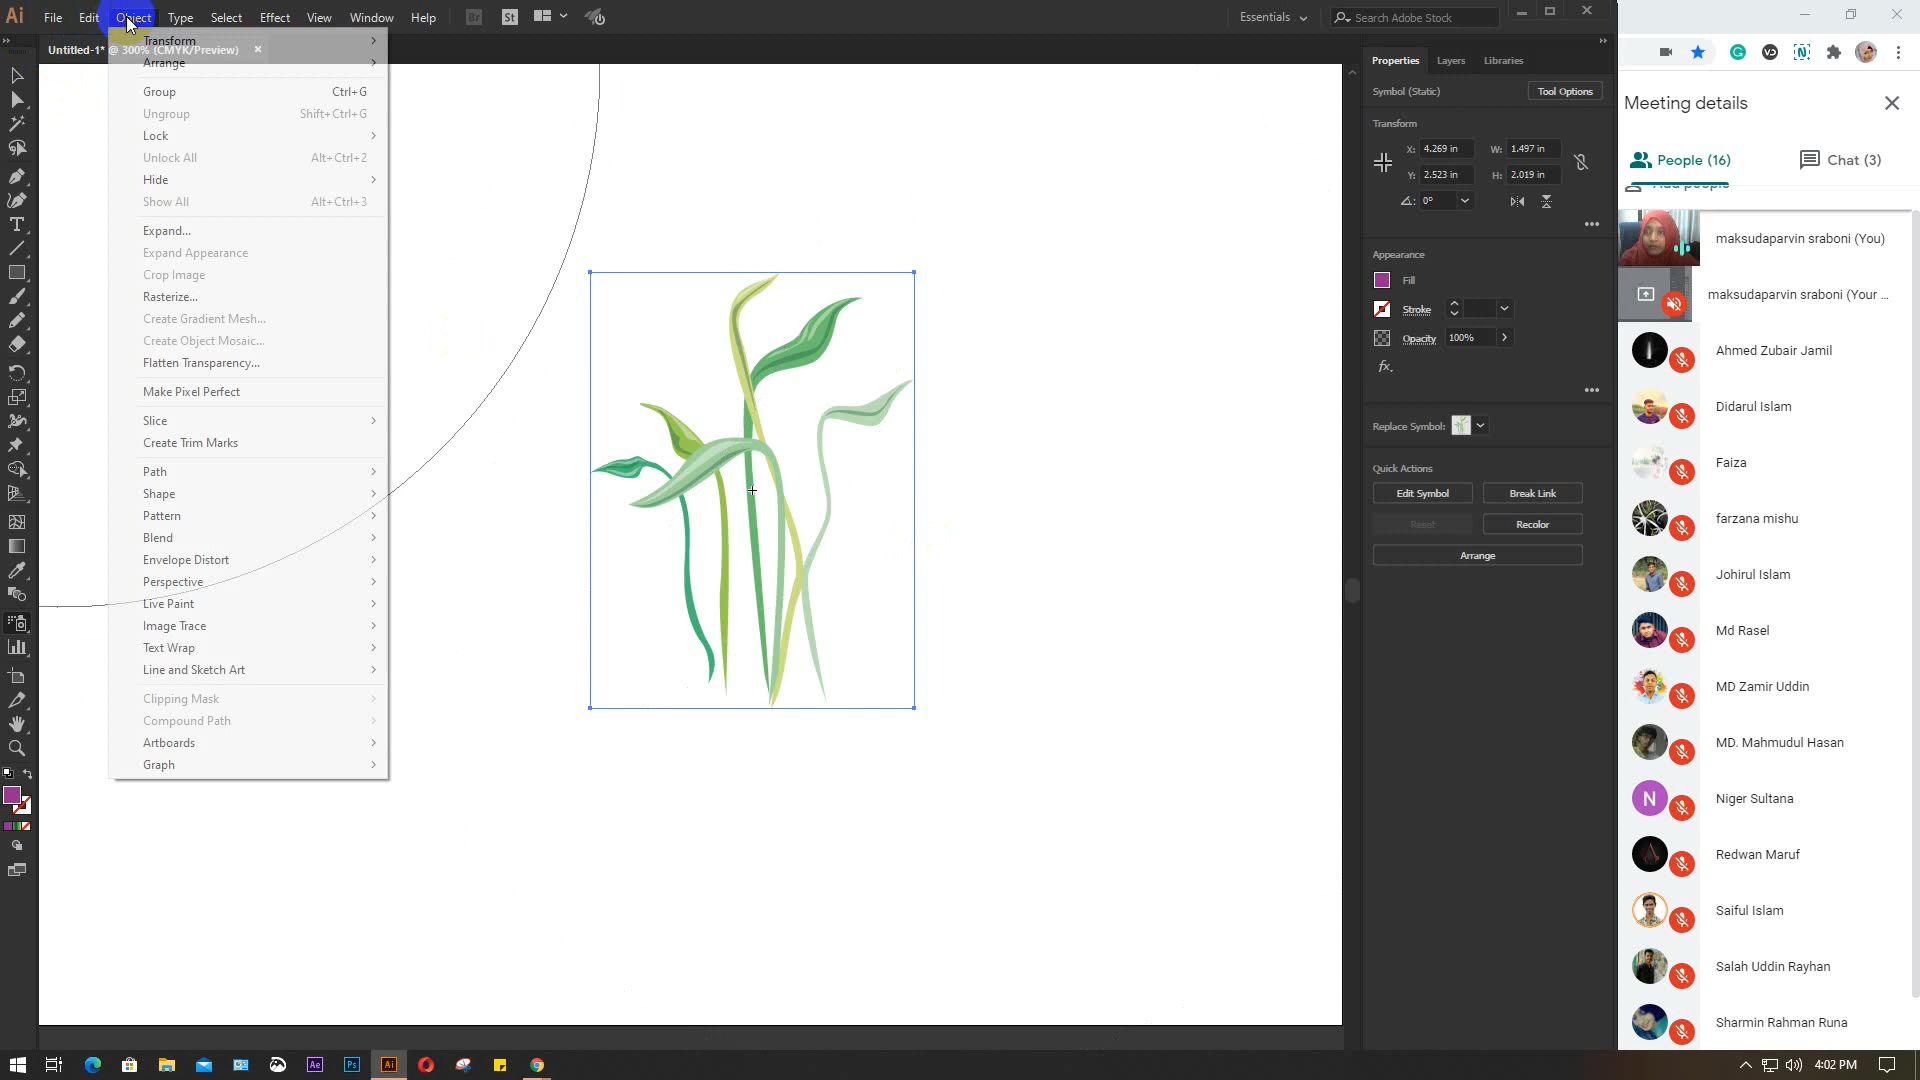 Ai File Edit Object Type Select Effect View Window Help Br St Essentials Search Adobe Stock
Untitled-1* @ 300% (CMYK/Preview) ×
Transform
Arrange
Group Ctrl+G
Ungroup Shift+Ctrl+G
Lock
Unlock All Alt+Ctrl+2
Hide
Show All Alt+Ctrl+3
Expand...
Expand Appearance
Crop Image
Rasterize...
Create Gradient Mesh...
Create Object Mosaic...
Flatten Transparency...
Make Pixel Perfect
Slice
Create Trim Marks
Path
Shape
Pattern
Blend
Envelope Distort
Perspective
Live Paint
Image Trace
Text Wrap
Line and Sketch Art
Clipping Mask
Compound Path
Artboards
Graph
Properties Layers Libraries
Symbol (Static) Tool Options
Transform
X: 4.269 in W: 1.497 in
Y: 2.523 in H: 2.019 in
0°
Appearance
Fill
Stroke
Opacity 100%
fx.
Replace Symbol:
Quick Actions
Edit Symbol Break Link
Reset Recolor
Arrange
Meeting details
People (16) Chat (3)
Add people
maksudaparvin sraboni (You)
maksudaparvin sraboni (Your ...
Ahmed Zubair Jamil
Didarul Islam
Faiza
farzana mishu
Johirul Islam
Md Rasel
MD Zamir Uddin
MD. Mahmudul Hasan
N Niger Sultana
Redwan Maruf
Saiful Islam
Salah Uddin Rayhan
Sharmin Rahman Runa
Ae Ps Ai 4:02 PM